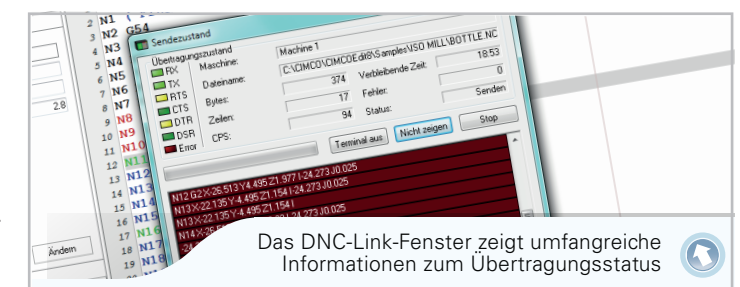 2 N1
3 N2 G54
4 N3
5 N4
6 N5
7 N6
8 N7
9 N8
10 N9
11 N10
12 N11
13 N12
14 N13
15 N14
16 N15
17 N16
18 N17
19 N18
2.8
Ändern
Sendezustand
Übertragungszustand
RX
TX
RTS
CTS
DTR
DSR
Error
Maschine: Machine 1
Dateiname: C:\CIMCO\CIMCOEdit6\Samples\ISO MILL\BOTTLE.NC
Bytes: 374 Verbleibende Zeit: 18:53
Zeilen: 17 Fehler: 0
CPS: 94 Status: Senden
Terminal aus Nicht zeigen Stop
N12 G2 X-26.513 Y4.495 Z1.977 I-24.273 J0.025
N13 X-22.135 Y-4.495 Z1.154 I-24.273 J0.025
N13 X-22.135 Y-4.495 Z1.154 I
Das DNC-Link-Fenster zeigt umfangreiche
Informationen zum Übertragungsstatus